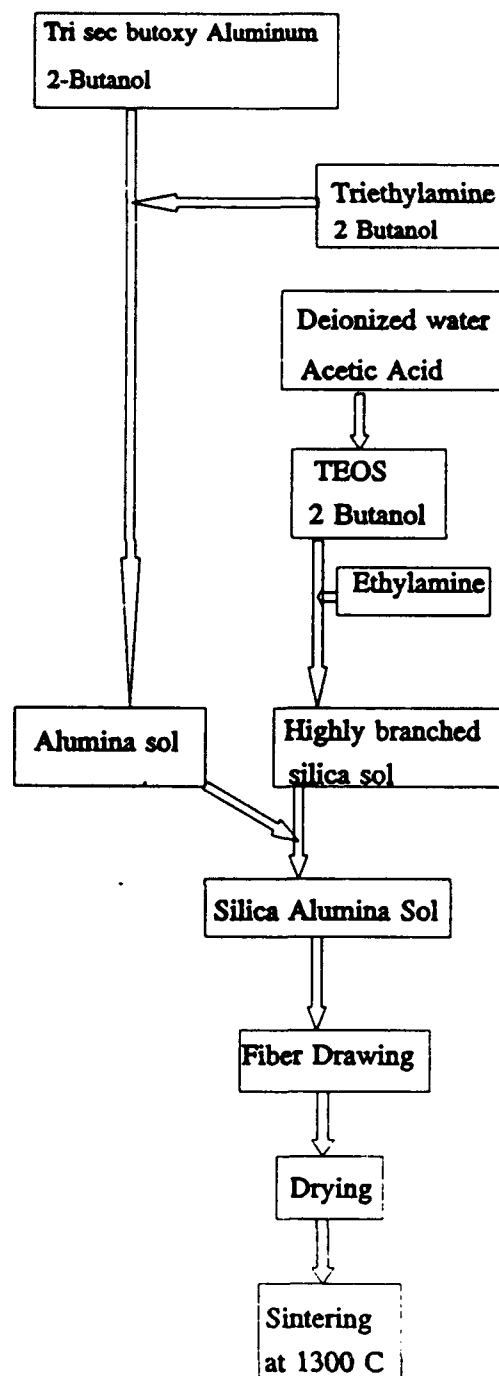 Tri sec butoxy Aluminum
2-Butanol
Triethylamine
2 Butanol
Deionized water
Acetic Acid
TEOS
2 Butanol
Ethylamine
Alumina sol
Highly branched
silica sol
Silica Alumina Sol
Fiber Drawing
Drying
Sintering
at 1300 C